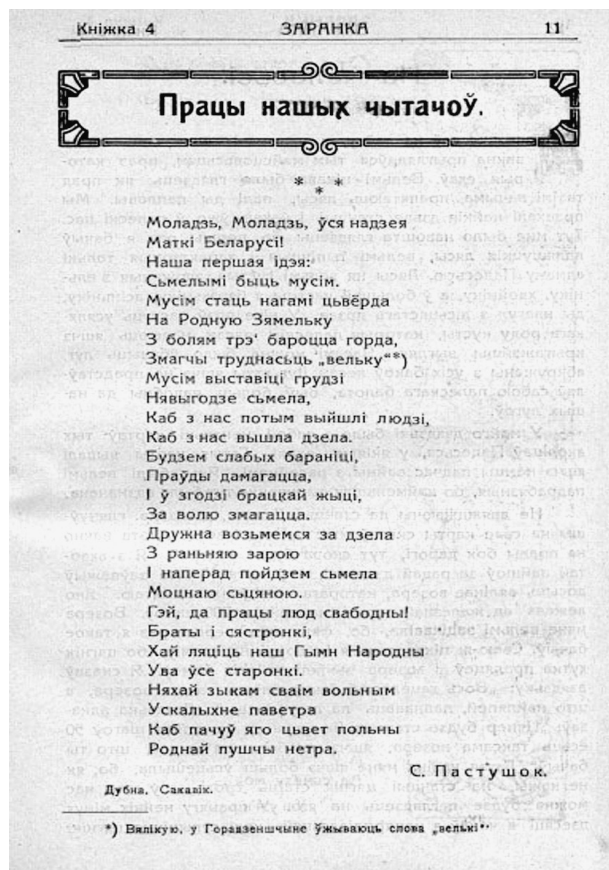 Кніжка 4 ЗАРАНКА 11
Працы нашых чытачоў.
* * *
Моладзь, Моладзь, ўся надзея
Маткі Беларусі!
Наша першая ідэя:
Сьмелымі быць мусім.
Мусім стаць нагамі цьвёрда
На Родную Зямельку
З болям трэ' бароцца горда,
Змагчы труднасьць „вельку"*)
Мусім выставіці грудзі
Нявыгодзе сьмела,
Каб з нас потым выйшлі людзі,
Каб з нас вышла дзела.
Будзем слабых бараніці,
Праўды дамагацца,
І ў згодзі брацкай жыці,
За волю змагацца.
Дружна возьмемся за дзела
З раньняю зарою
І наперад пойдзем сьмела
Моцнаю сьцяною.
Гэй, да працы люд свабодны!
Браты і сястронкі,
Хай ляціць наш Гымн Народны
Ува ўсе старонкі.
Няхай зыкам сваім вольным
Ускалыхне паветра
Каб пачуў яго цьвет польны
Роднай пушчы нетра.
С. Пастушок.
Дубна, Сакавік.
*) Вялікую, у Горадзеншчыне ўжываюць слова „велькі"